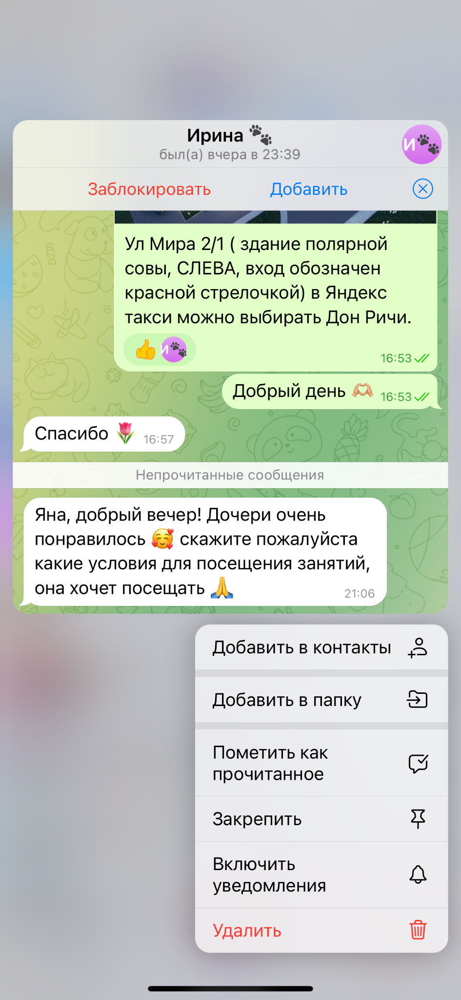 Ирина 🐾
был(а) вчера в 23:39
И🐾
Заблокировать
Добавить
Ул Мира 2/1 ( здание полярной
совы, СЛЕВА, вход обозначен
красной стрелочкой) в Яндекс
такси можно выбирать Дон Ричи.
👍 И🐾
16:53
Добрый день 🫶🏼 16:53
Спасибо 🌷 16:57
Непрочитанные сообщения
Яна, добрый вечер! Дочери очень
понравилось 🥰 скажите пожалуйста
какие условия для посещения занятий,
она хочет посещать 🙏 21:06
Добавить в контакты
Добавить в папку
Пометить как
прочитанное
Закрепить
Включить
уведомления
Удалить